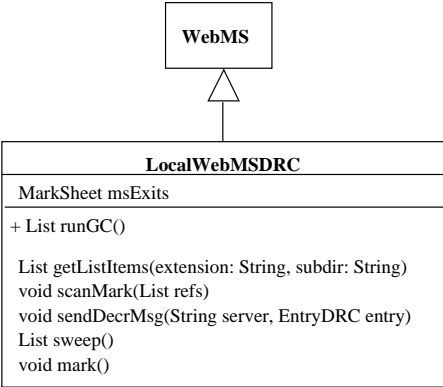 WebMS
LocalWebMSDRC
MarkSheet msExits
+ List runGC()
List getListItems(extension: String, subdir: String)
void scanMark(List refs)
void sendDecrMsg(String server, EntryDRC entry)
List sweep()
void mark()